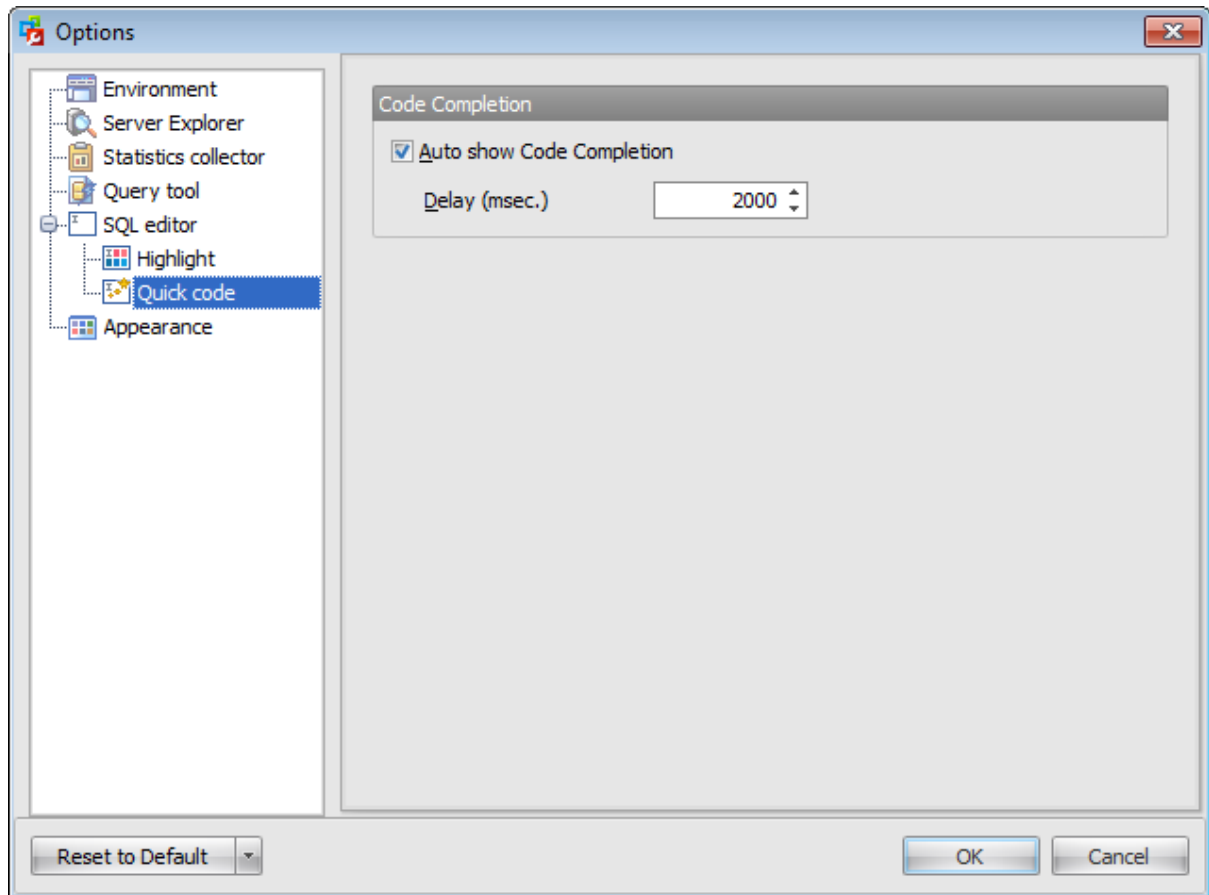 Options
Environment
Server Explorer
Statistics collector
Query tool
SQL editor
Highlight
Quick code
Appearance
Code Completion
Auto show Code Completion
Delay (msec.) 2000
Reset to Default OK Cancel